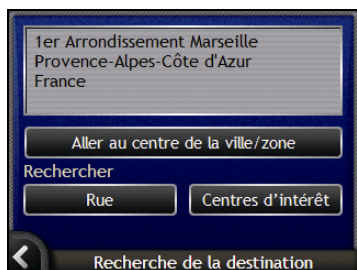 1er Arrondissement Marseille
Provence-Alpes-Côte d'Azur
France
Aller au centre de la ville/zone
Rechercher
Rue
Centres d'intérêt
Recherche de la destination